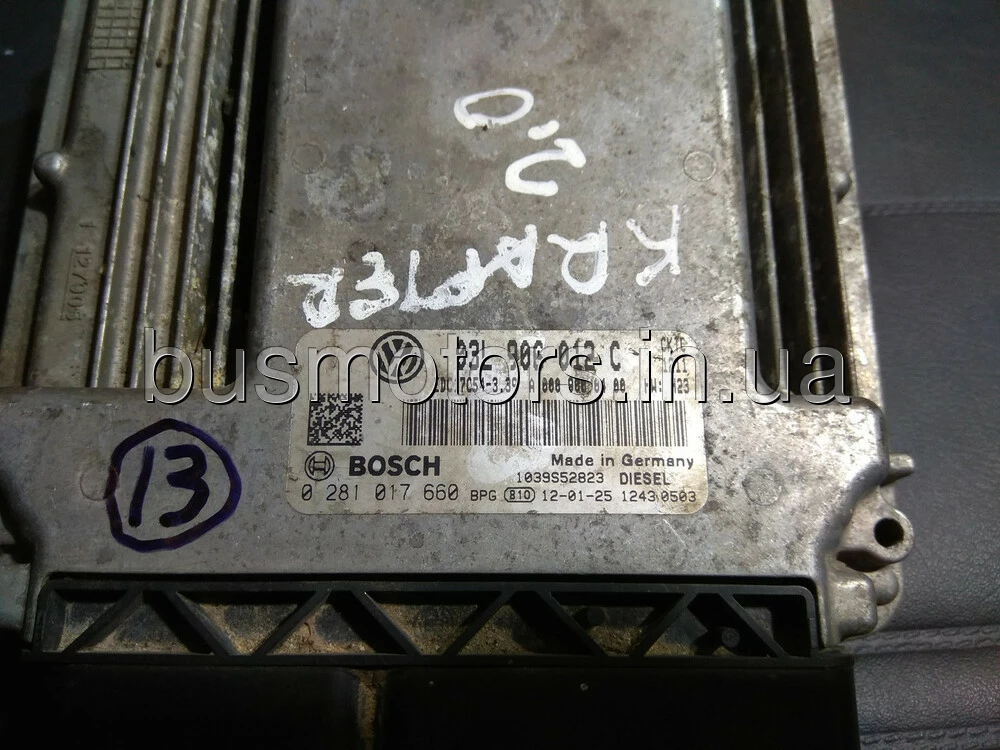 2.0
KRAFTER
busmotors.in.ua
03L 906 012 C
BOSCH
Made in Germany
1039S52823 DIESEL
0 281 017 660 BPG 810 12-01-25 1243 0503
13